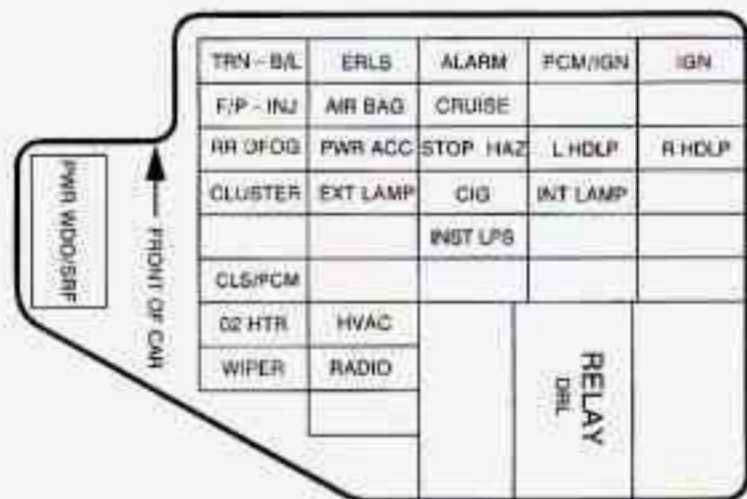 TRN - B/L ERLS ALARM PCM/IGN IGN
F/P - INJ AIR BAG CRUISE
RR DFOG PWR ACC STOP HAZ L HDLP R HDLP
CLUSTER EXT LAMP CIG INT LAMP
INST LPS
CLS/PCM
02 HTR HVAC
WIPER RADIO
PWR WDO/SRF
FRONT OF CAR
RELAY
DRL